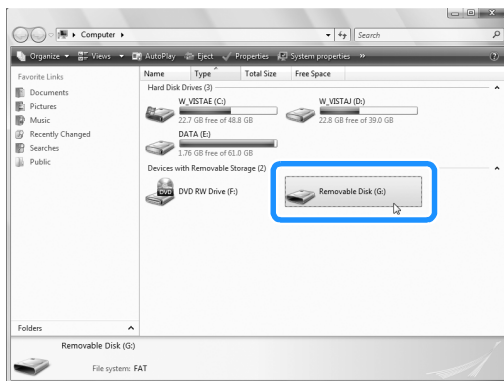 Computer
Search
Organize Views AutoPlay Eject Properties System properties »
Favorite Links
Documents
Pictures
Music
Recently Changed
Searches
Public
Folders
Name Type Total Size Free Space
Hard Disk Drives (3)
W_VISTAE (C:)
22.7 GB free of 48.8 GB
W_VISTAJ (D:)
22.8 GB free of 39.0 GB
DATA (E:)
1.76 GB free of 61.0 GB
Devices with Removable Storage (2)
DVD RW Drive (F:)
DVD
Removable Disk (G:)
Removable Disk (G:)
File system: FAT